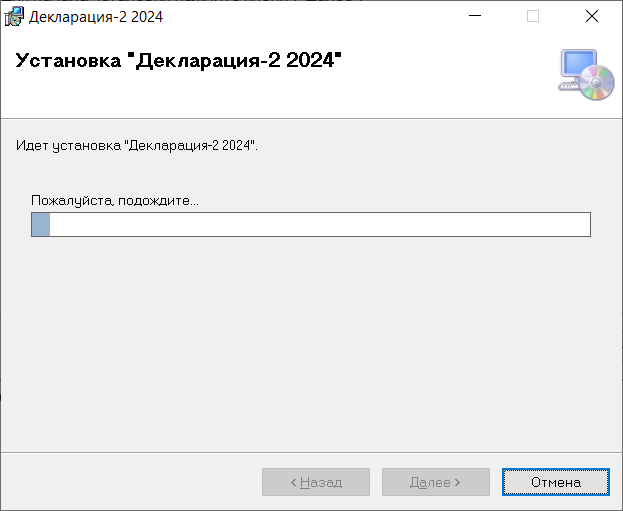 Декларация-2 2024
Установка "Декларация-2 2024"
Идет установка "Декларация-2 2024".
Пожалуйста, подождите...
< Назад
Далее >
Отмена